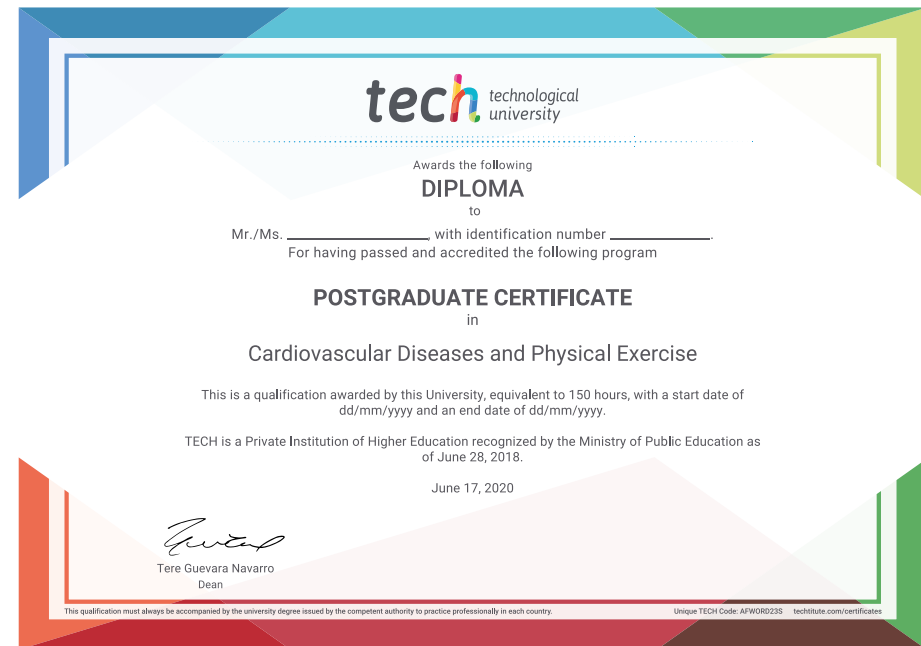 tech technological
university
Awards the following
DIPLOMA
to
Mr./Ms. ____________________, with identification number ______________.
For having passed and accredited the following program
POSTGRADUATE CERTIFICATE
in
Cardiovascular Diseases and Physical Exercise
This is a qualification awarded by this University, equivalent to 150 hours, with a start date of
dd/mm/yyyy and an end date of dd/mm/yyyy.
TECH is a Private Institution of Higher Education recognized by the Ministry of Public Education as
of June 28, 2018.
June 17, 2020
Tere Guevara Navarro
Dean
This qualification must always be accompanied by the university degree issued by the competent authority to practice professionally in each country.
Unique TECH Code: AFWORD23S techtitute.com/certificates